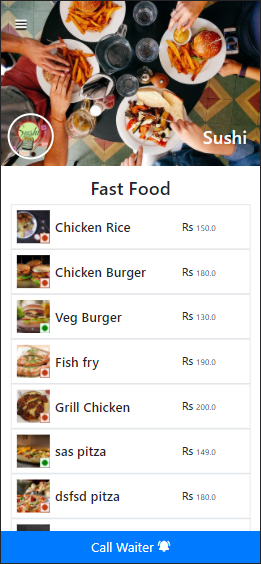 Sushi
Sushi
Fast Food
Chicken Rice Rs 150.0
Chicken Burger Rs 180.0
Veg Burger Rs 130.0
Fish fry Rs 190.0
Grill Chicken Rs 200.0
sas pitza Rs 149.0
dsfsd pitza Rs 180.0
Call Waiter